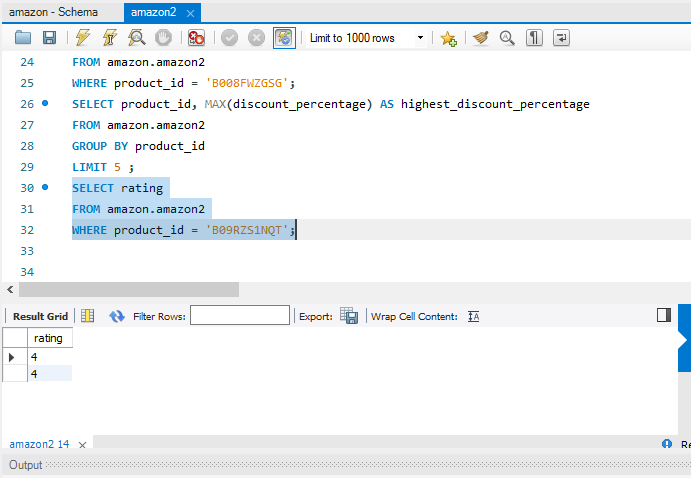 amazon - Schema amazon2
Limit to 1000 rows
24 FROM amazon.amazon2
25 WHERE product_id = 'B008FWZGSG';
26 SELECT product_id, MAX(discount_percentage) AS highest_discount_percentage
27 FROM amazon.amazon2
28 GROUP BY product_id
29 LIMIT 5 ;
30 SELECT rating
31 FROM amazon.amazon2
32 WHERE product_id = 'B09RZS1NQT';
33
34
Result Grid Filter Rows: Export: Wrap Cell Content:
rating
4
4
amazon2 14 Re
Output